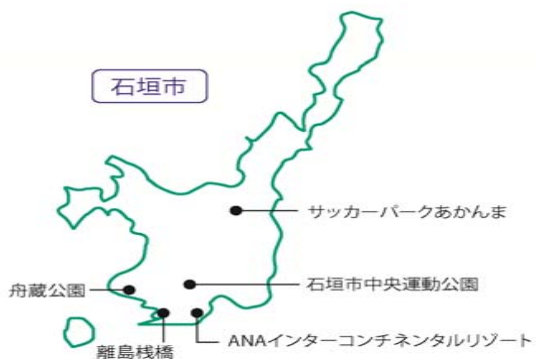 石垣市
サッカーパークあかんま
石垣市中央運動公園
舟蔵公園
ANAインターコンチネンタルリゾート
離島桟橋